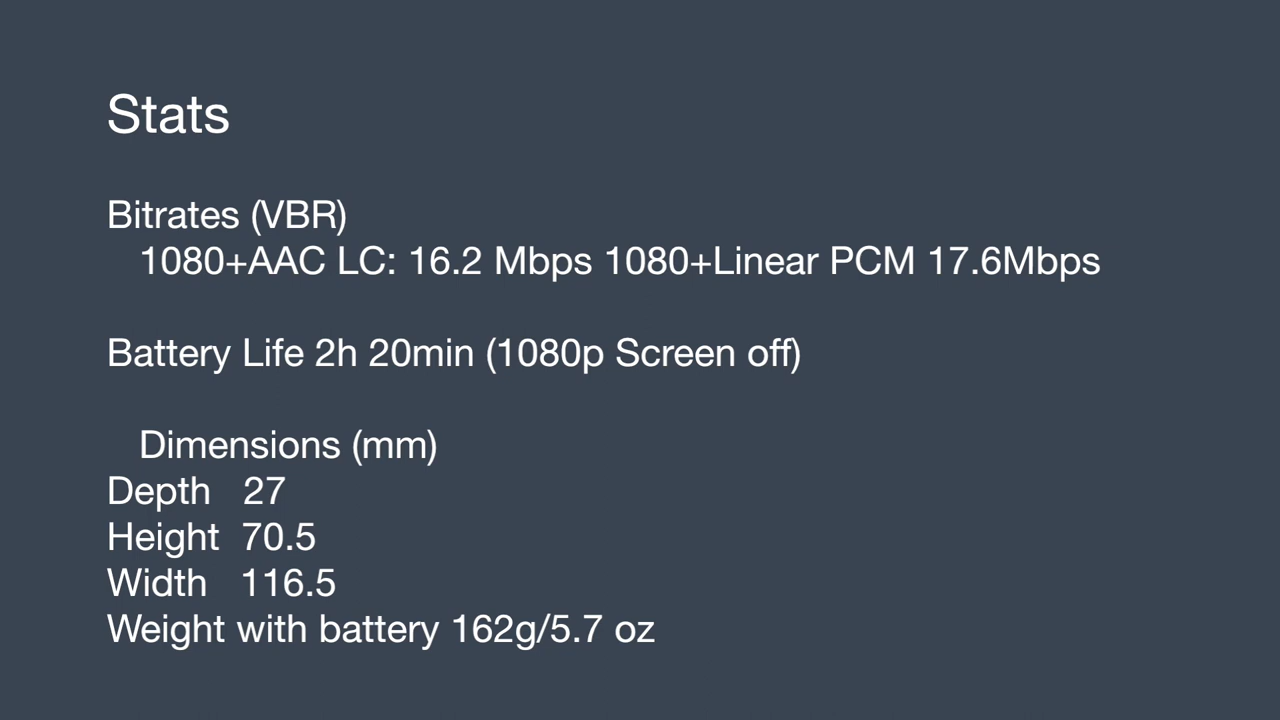 Stats
Bitrates (VBR)
1080+AAC LC: 16.2 Mbps 1080+Linear PCM 17.6Mbps
Battery Life 2h 20min (1080p Screen off)
Dimensions (mm)
Depth 27
Height 70.5
Width 116.5
Weight with battery 162g/5.7 oz